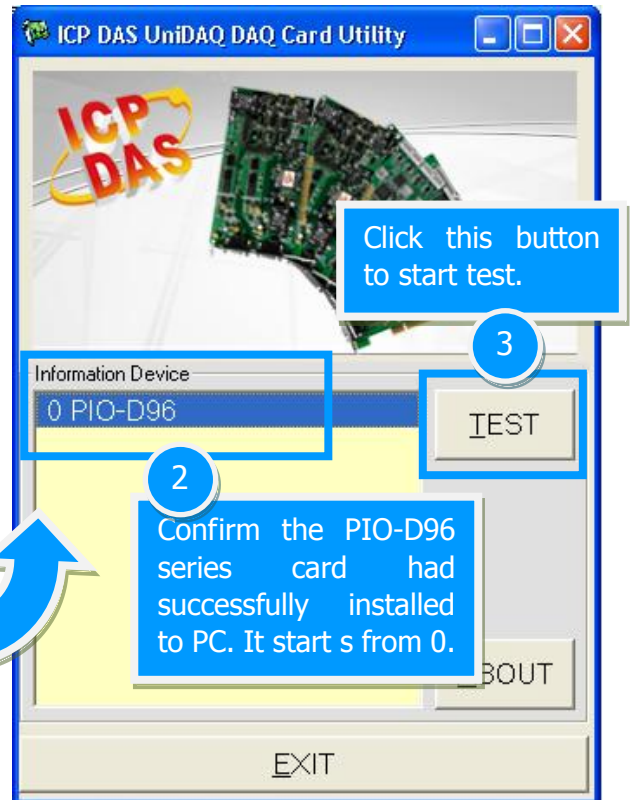 ICP DAS UniDAQ DAQ Card Utility
ICP
DAS
Click this button
to start test.
3
Information Device
0 PIO-D96
TEST
2
Confirm the PIO-D96
series card had
successfully installed
to PC. It start s from 0.
BOUT
EXIT